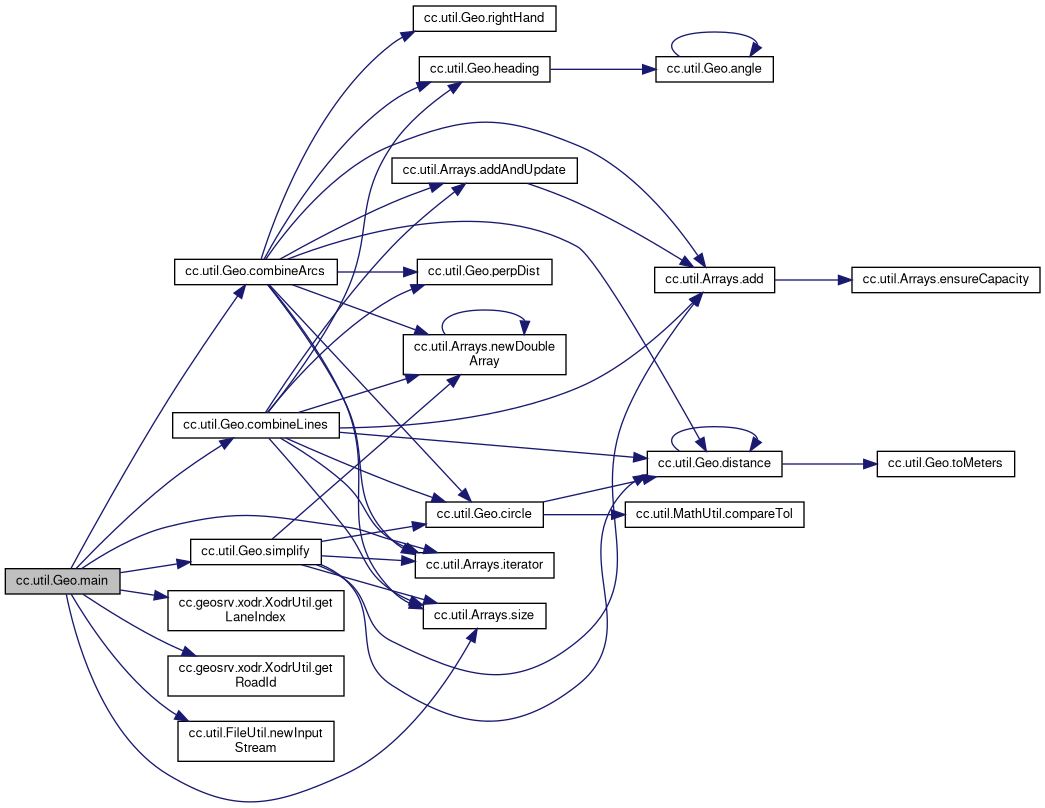 cc.util.Geo.rightHand
cc.util.Geo.heading
cc.util.Geo.angle
cc.util.Arrays.addAndUpdate
cc.util.Geo.combineArcs
cc.util.Geo.perpDist
cc.util.Arrays.add
cc.util.Arrays.ensureCapacity
cc.util.Arrays.newDouble
Array
cc.util.Geo.combineLines
cc.util.Geo.distance
cc.util.Geo.toMeters
cc.util.Geo.circle
cc.util.MathUtil.compareTol
cc.util.Geo.simplify
cc.util.Arrays.iterator
cc.util.Geo.main
cc.geosrv.xodr.XodrUtil.get
LaneIndex
cc.util.Arrays.size
cc.geosrv.xodr.XodrUtil.get
RoadId
cc.util.FileUtil.newInput
Stream